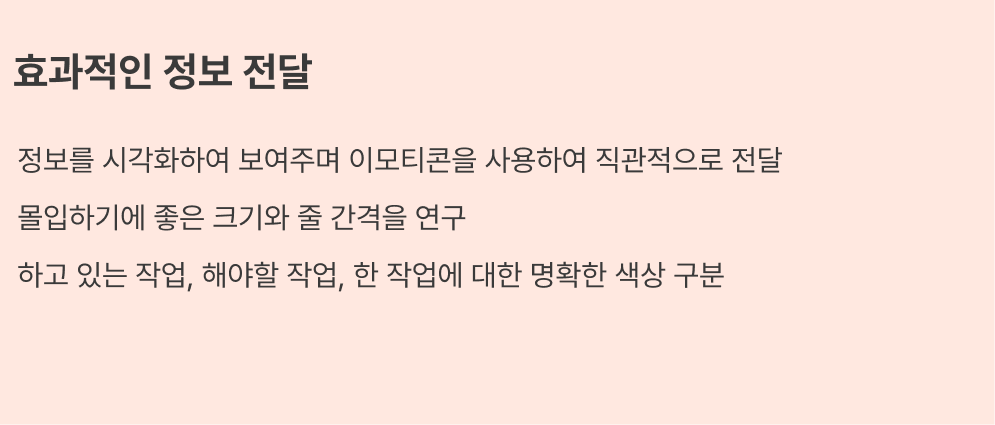 효과적인 정보 전달
정보를 시각화하여 보여주며 이모티콘을 사용하여 직관적으로 전달
몰입하기에 좋은 크기와 줄 간격을 연구
하고 있는 작업, 해야할 작업, 한 작업에 대한 명확한 색상 구분